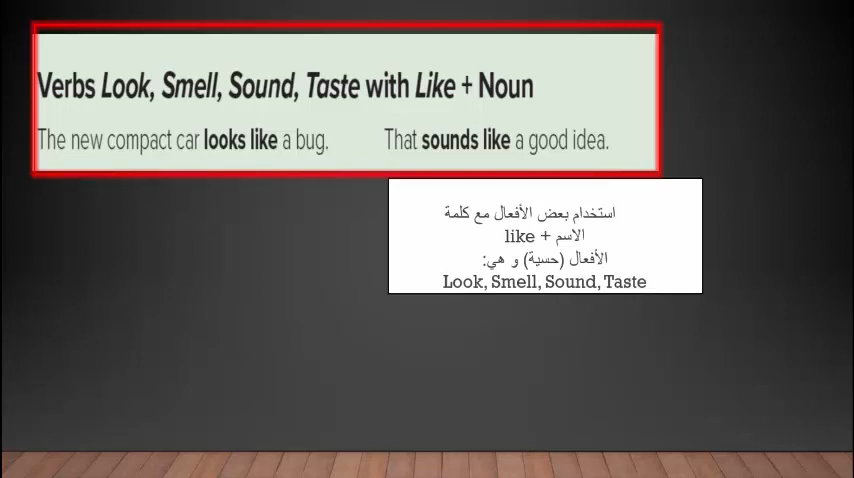 Verbs Look, Smell, Sound, Taste with Like + Noun
The new compact car looks like a bug. That sounds like a good idea.
استخدام بعض الأفعال مع كلمة
like + الاسم
الأفعال (حسية) و هي:
Look, Smell, Sound, Taste